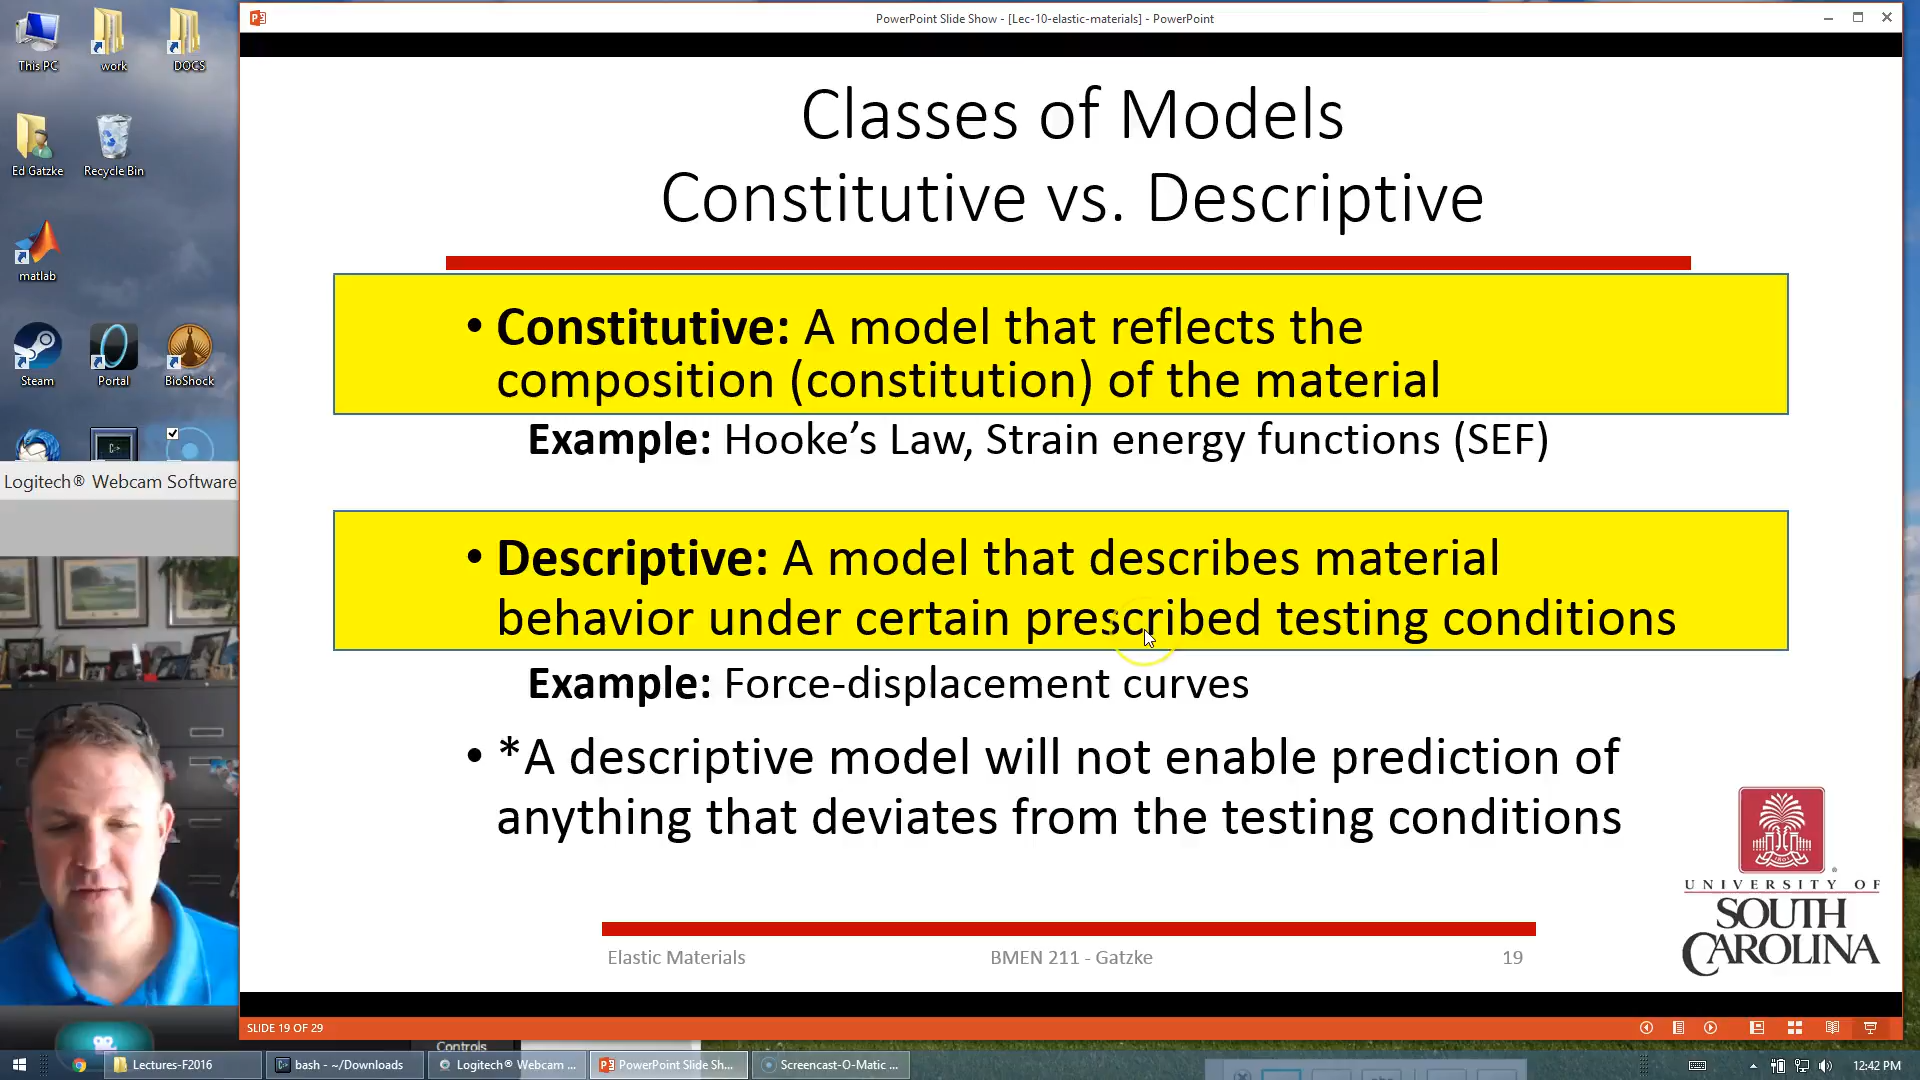 PowerPoint Slide Show - [Lec-10-elastic-materials] - PowerPoint
This PC
work
DOCS
Ed Gatzke
Recycle Bin
matlab
Steam
Portal
BioShock
Logitech® Webcam Software
Classes of Models
Constitutive vs. Descriptive
• Constitutive: A model that reflects the
composition (constitution) of the material
Example: Hooke’s Law, Strain energy functions (SEF)
• Descriptive: A model that describes material
behavior under certain prescribed testing conditions
Example: Force-displacement curves
• *A descriptive model will not enable prediction of
anything that deviates from the testing conditions
UNIVERSITY OF
SOUTH
CAROLINA
Elastic Materials
BMEN 211 - Gatzke
19
SLIDE 19 OF 29
Controls
Lectures-F2016
bash - ~/Downloads
Logitech® Webcam ...
PowerPoint Slide Sh...
Screencast-O-Matic ...
12:42 PM